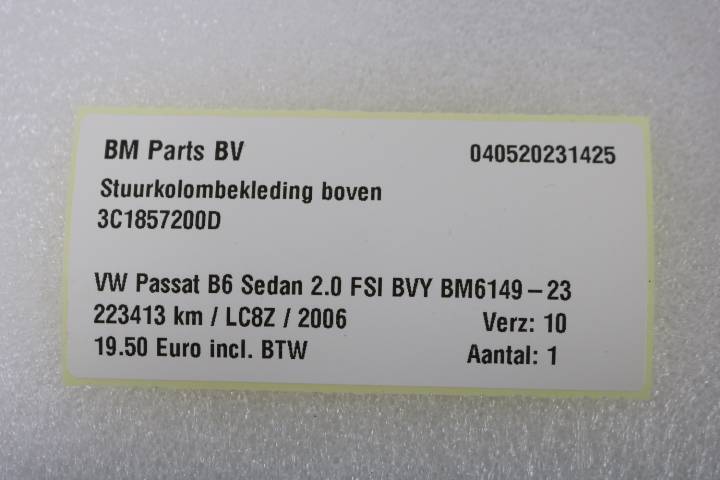 BM Parts BV 040520231425
Stuurkolombekleding boven
3C1857200D
VW Passat B6 Sedan 2.0 FSI BVY BM6149-23
223413 km / LC8Z / 2006 Verz: 10
19.50 Euro incl. BTW Aantal: 1